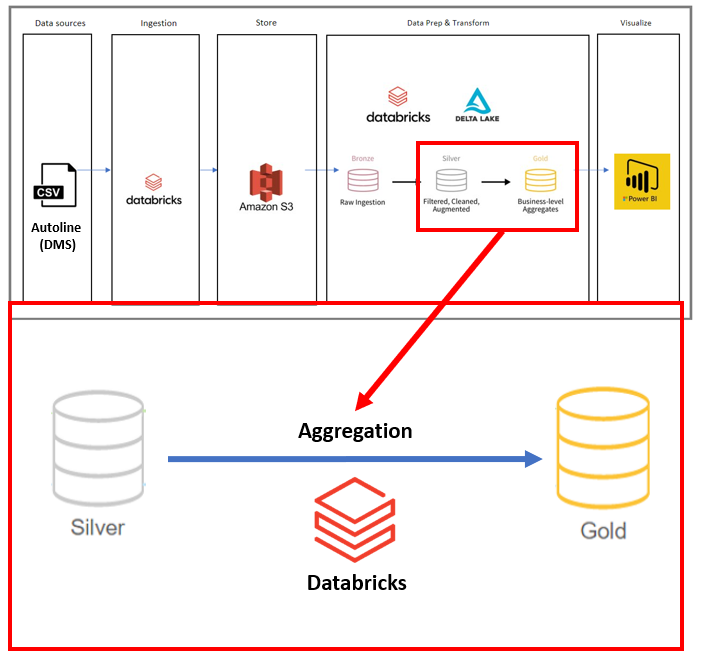 Data sources
Ingestion
Store
Data Prep & Transform
Visualize
databricks
DELTA LAKE
CSV
Autoline
(DMS)
databricks
Amazon S3
Bronze
Raw Ingestion
Silver
Filtered, Cleaned,
Augmented
Gold
Business-level
Aggregates
Power BI
Aggregation
Silver
Databricks
Gold